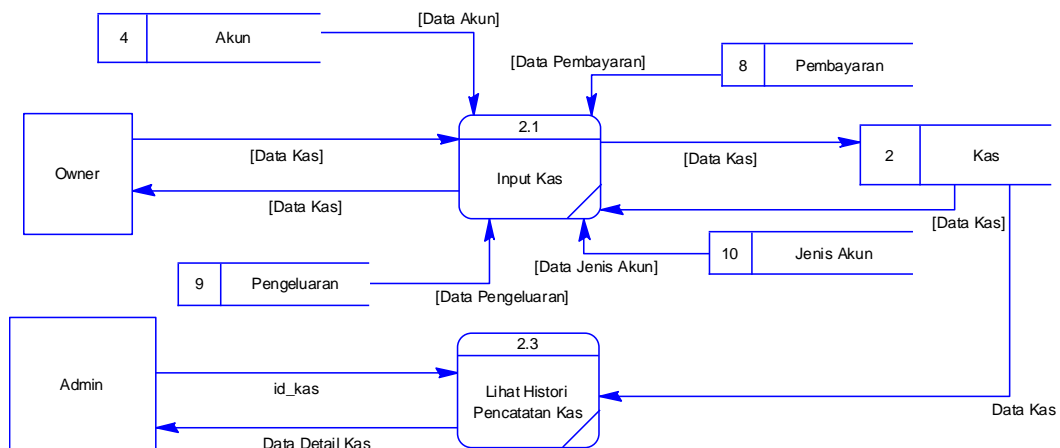 [Data Akun]
4 Akun
[Data Pembayaran]
8 Pembayaran
2.1
[Data Kas]
[Data Kas]
2 Kas
Owner
Input Kas
[Data Kas]
[Data Kas]
10 Jenis Akun
[Data Jenis Akun]
9 Pengeluaran
[Data Pengeluaran]
2.3
Admin
id_kas
Lihat Histori
Pencatatan Kas
Data Kas
Data Detail Kas